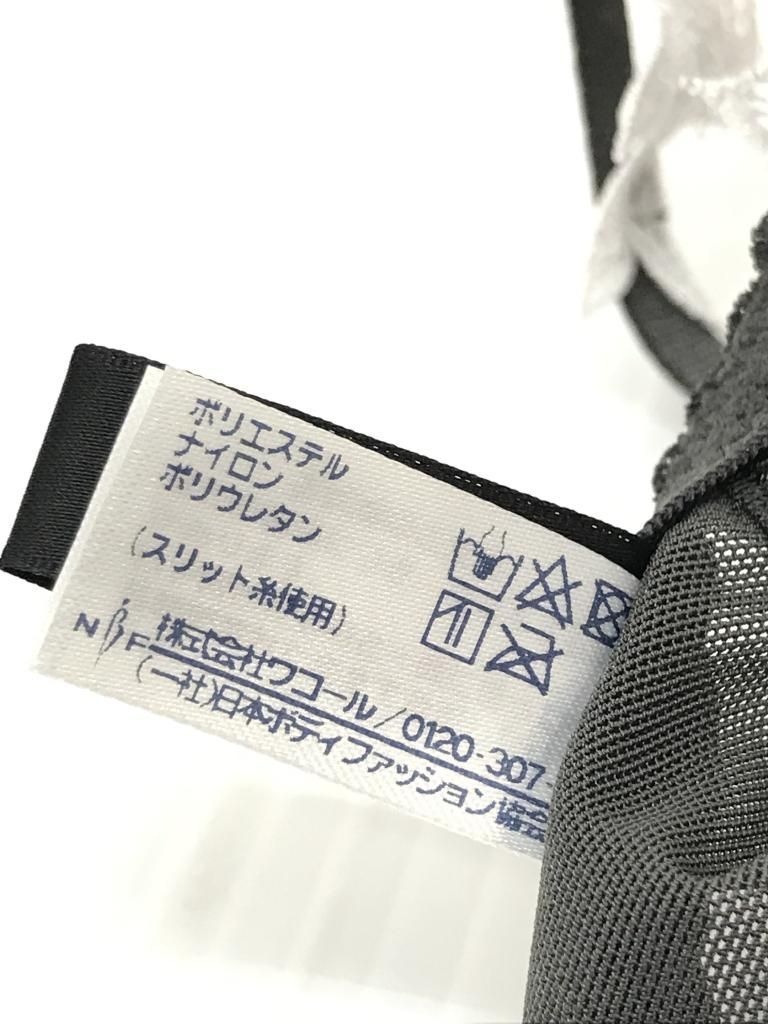 ポリエステル
ナイロン
ポリウレタン
(スリット糸使用)
NBF 株式会社ワコール/0120-307-
(一社)日本ボディファッション協会